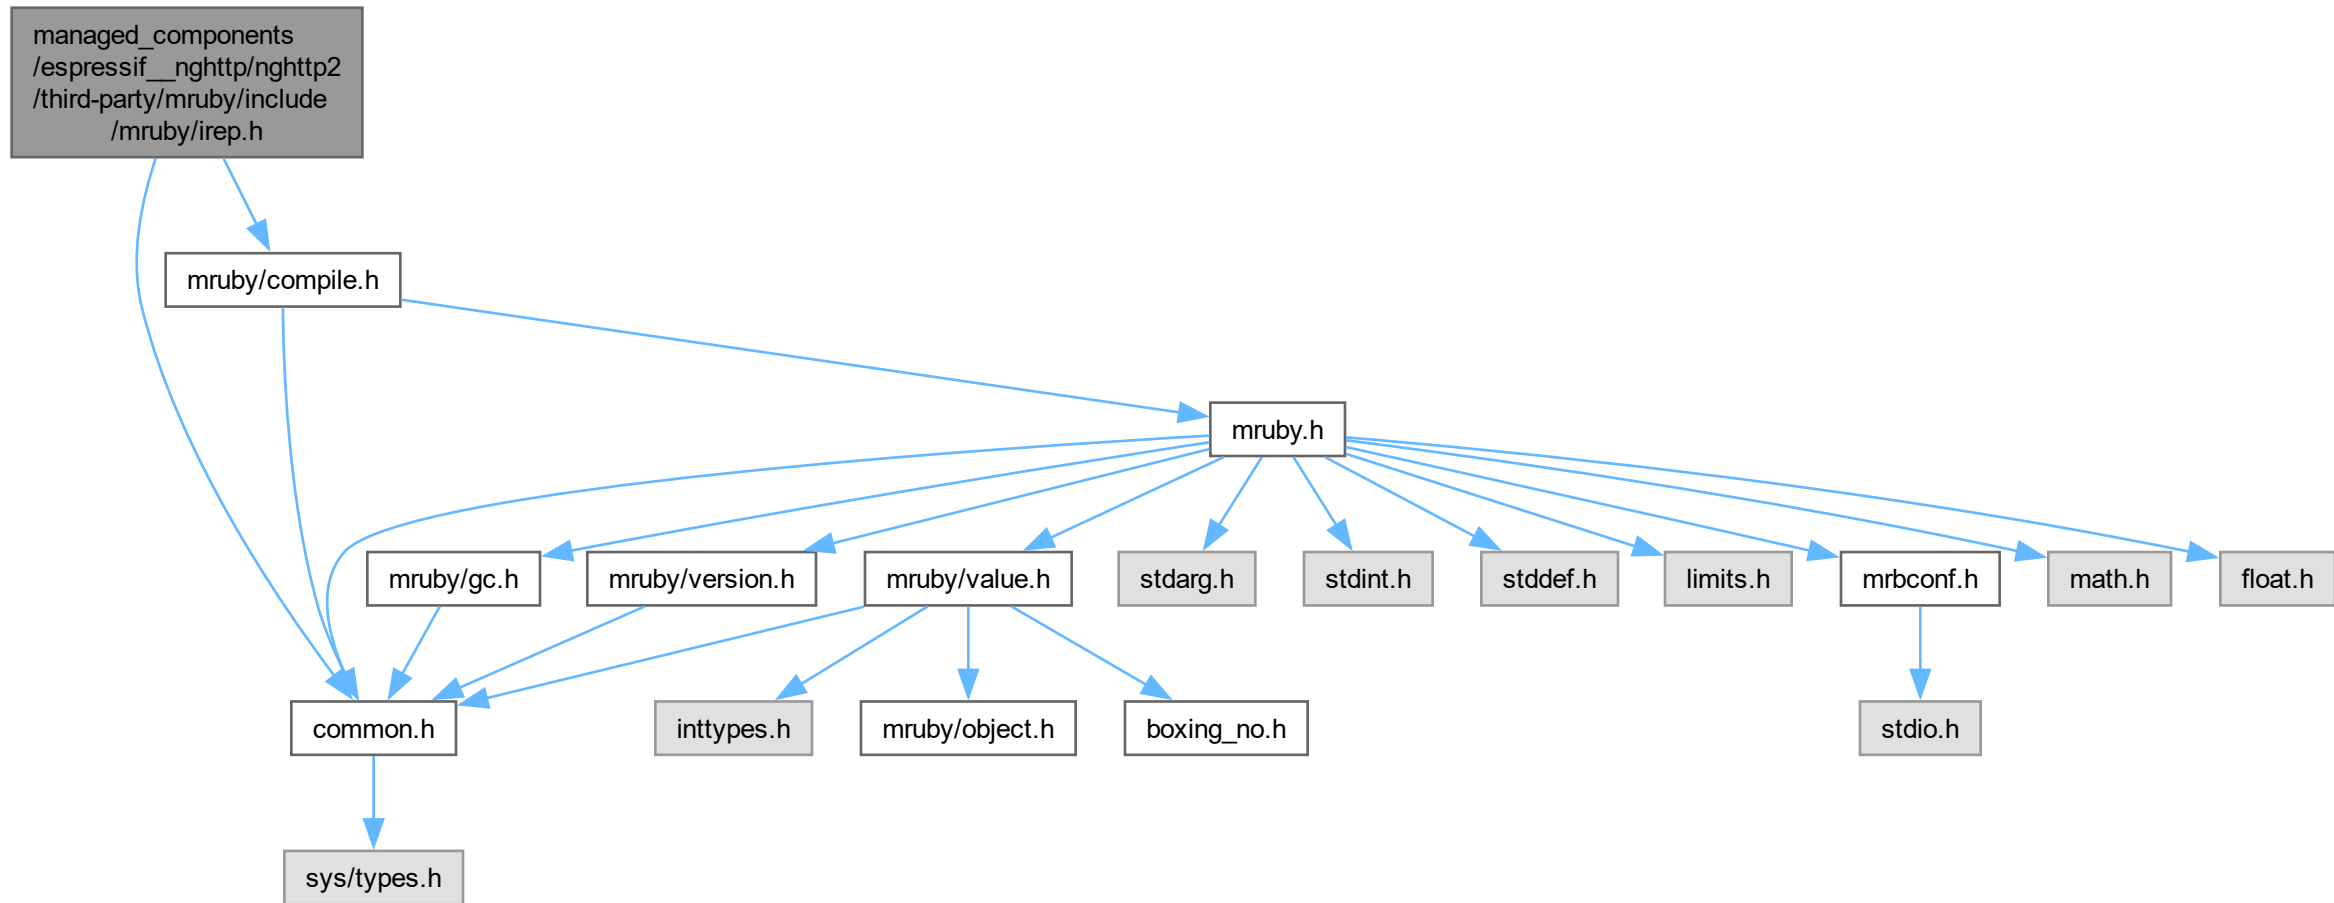 managed_components
/espressif__nghttp/nghttp2
/third-party/mruby/include
/mruby/irep.h
mruby/compile.h
mruby.h
mruby/gc.h
mruby/version.h
mruby/value.h
stdarg.h
stdint.h
stddef.h
limits.h
mrbconf.h
math.h
float.h
common.h
inttypes.h
mruby/object.h
boxing_no.h
stdio.h
sys/types.h